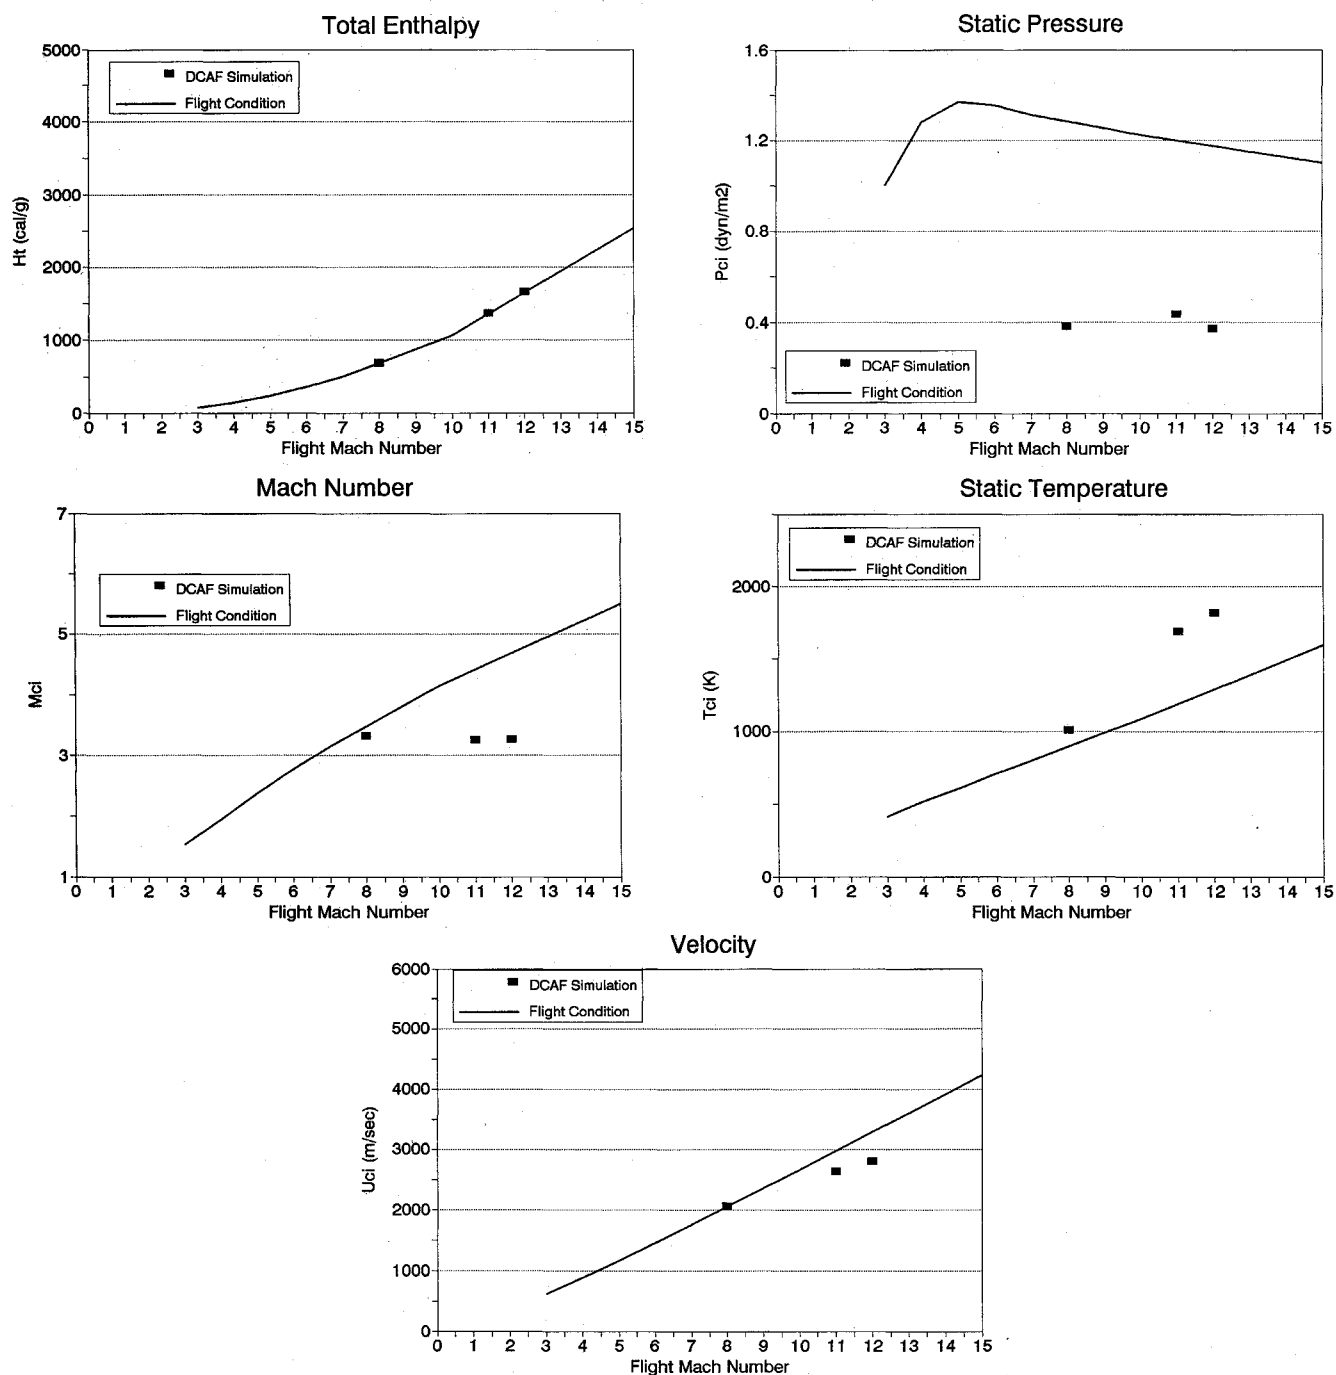 Total Enthalpy
5000
4000
3000
2000
1000
0
Ht (cal/g)
DCAF Simulation
Flight Condition
0 1 2 3 4 5 6 7 8 9 10 11 12 13 14 15
Flight Mach Number
Static Pressure
1.6
1.2
0.8
0.4
0
Pci (dyn/m2)
DCAF Simulation
Flight Condition
0 1 2 3 4 5 6 7 8 9 10 11 12 13 14 15
Flight Mach Number
Mach Number
7
5
3
1
Mci
DCAF Simulation
Flight Condition
0 1 2 3 4 5 6 7 8 9 10 11 12 13 14 15
Flight Mach Number
Static Temperature
2000
1000
0
Tci (K)
DCAF Simulation
Flight Condition
0 1 2 3 4 5 6 7 8 9 10 11 12 13 14 15
Flight Mach Number
Velocity
6000
5000
4000
3000
2000
1000
0
Uci (m/sec)
DCAF Simulation
Flight Condition
0 1 2 3 4 5 6 7 8 9 10 11 12 13 14 15
Flight Mach Number